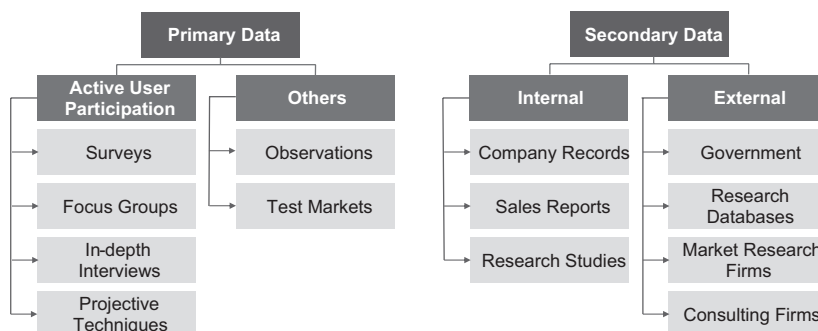 Primary Data
Active User
Participation
Surveys
Focus Groups
In-depth
Interviews
Projective
Techniques
Others
Observations
Test Markets
Secondary Data
Internal
Company Records
Sales Reports
Research Studies
External
Government
Research
Databases
Market Research
Firms
Consulting Firms